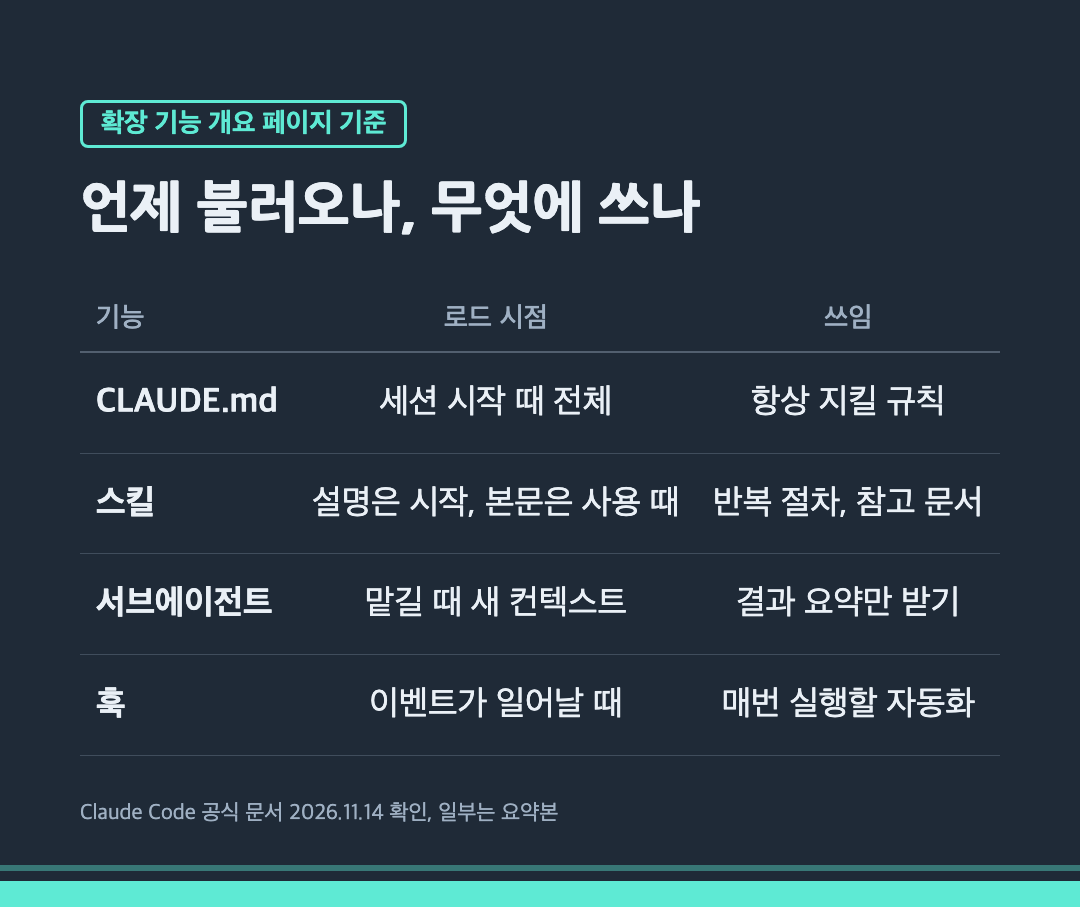 확장 기능 개요 페이지 기준
언제 불러오나, 무엇에 쓰나
기능 로드 시점 쓰임
CLAUDE.md 세션 시작 때 전체 항상 지킬 규칙
스킬 설명은 시작, 본문은 사용 때 반복 절차, 참고 문서
서브에이전트 맡길 때 새 컨텍스트 결과 요약만 받기
훅 이벤트가 일어날 때 매번 실행할 자동화
Claude Code 공식 문서 2026.11.14 확인, 일부는 요약본